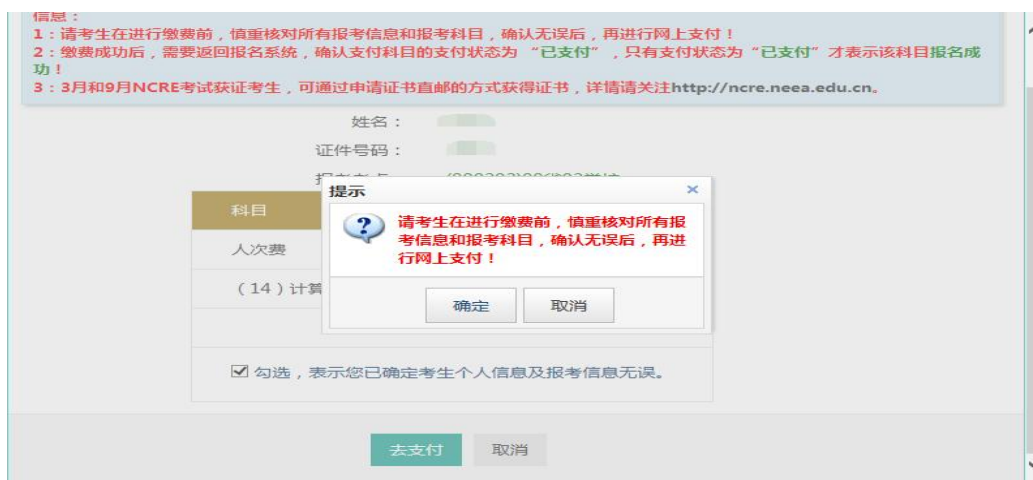 信息：
1：请考生在进行缴费前，慎重核对所有报考信息和报考科目，确认无误后，再进行网上支付！
2：缴费成功后，需要返回报名系统，确认支付科目的支付状态为 “已支付” ，只有支付状态为 “已支付” 才表示该科目报名成
功！
3：3月和9月NCRE考试获证考生，可通过申请证书直邮的方式获得证书，详情请关注http://ncre.neea.edu.cn。
姓名：
证件号码：
提示
×
科目
请考生在进行缴费前，慎重核对所有报
考信息和报考科目，确认无误后，再进
行网上支付！
人次费
（14）计算
确定 取消
勾选，表示您已确定考生个人信息及报考信息无误。
去支付 取消